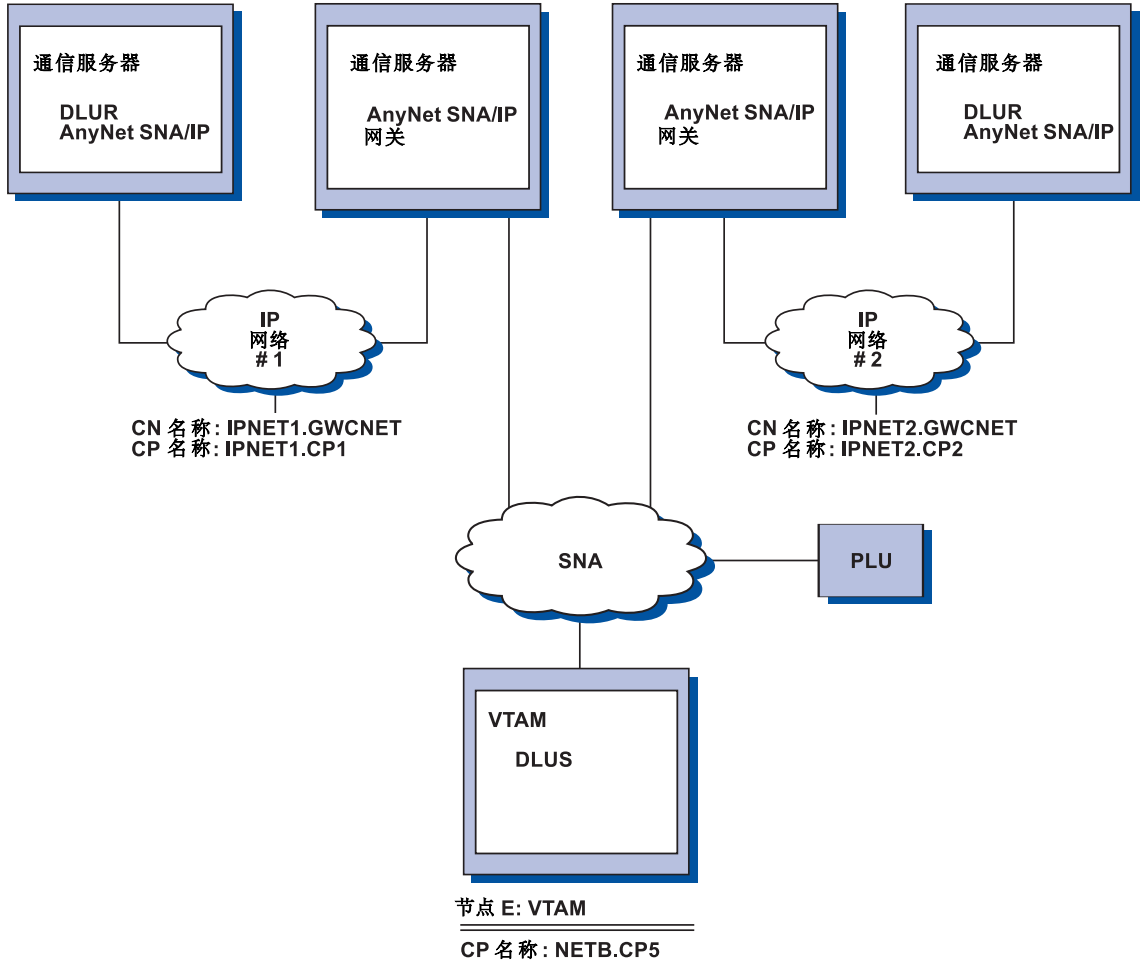 通信服务器
DLUR
AnyNet SNA/IP
通信服务器
AnyNet SNA/IP
网关
通信服务器
AnyNet SNA/IP
网关
通信服务器
DLUR
AnyNet SNA/IP
IP
网络
# 1
IP
网络
# 2
CN 名称: IPNET1.GWCNET
CP 名称: IPNET1.CP1
CN 名称: IPNET2.GWCNET
CP 名称: IPNET2.CP2
SNA
PLU
VTAM
DLUS
节点 E: VTAM
CP 名称: NETB.CP5